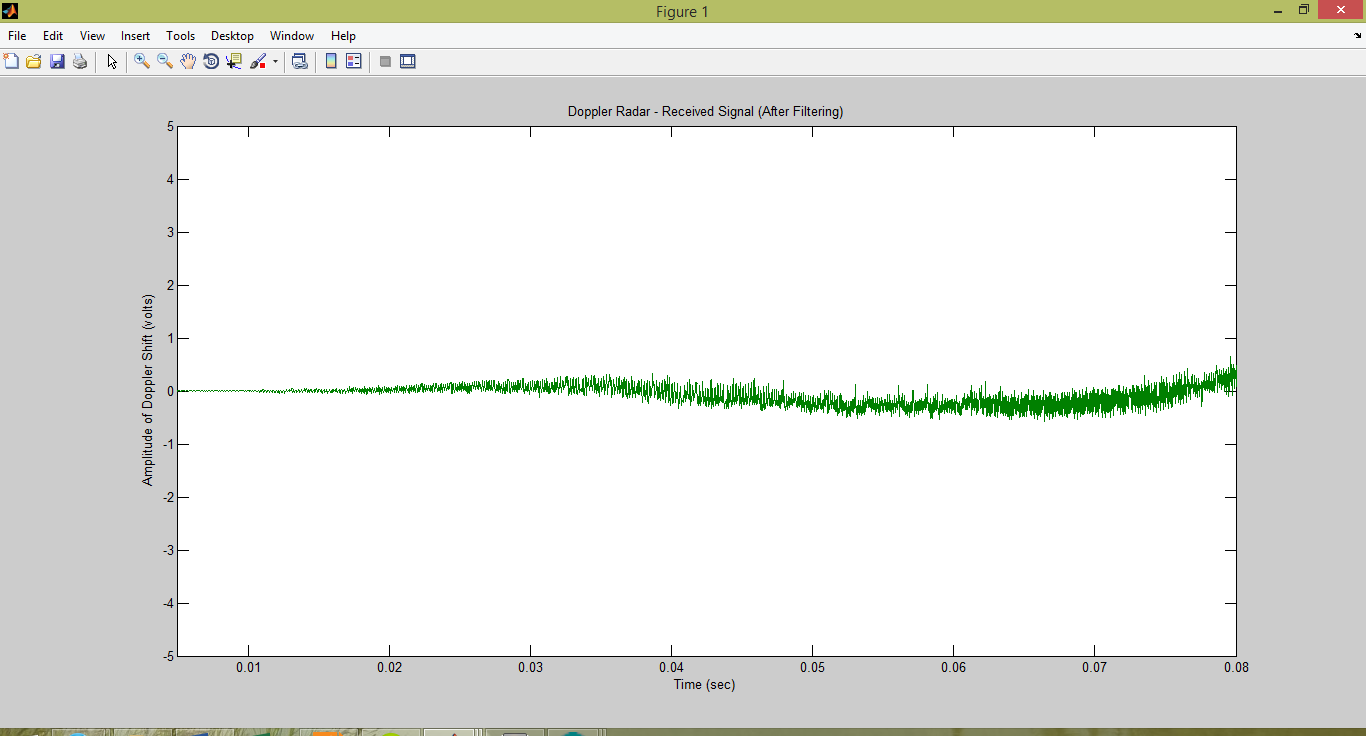 Figure 1
File Edit View Insert Tools Desktop Window Help
Doppler Radar - Received Signal (After Filtering)
5
4
3
2
1
0
-1
-2
-3
-4
-5
Amplitude of Doppler Shift (volts)
0.01 0.02 0.03 0.04 0.05 0.06 0.07 0.08
Time (sec)